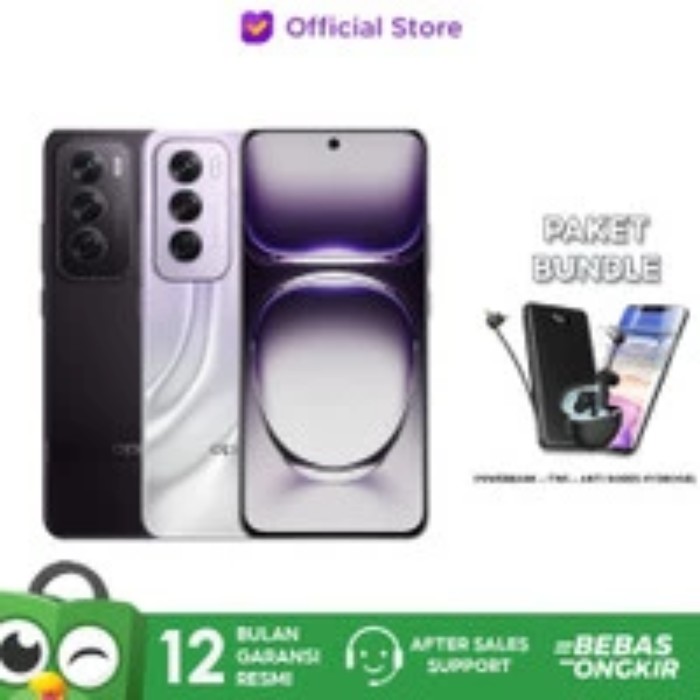 Official Store
PAKET
BUNDLE
12
BULAN
GARANSI
RESMI
AFTER SALES
SUPPORT
#BEBAS
ONGKIR